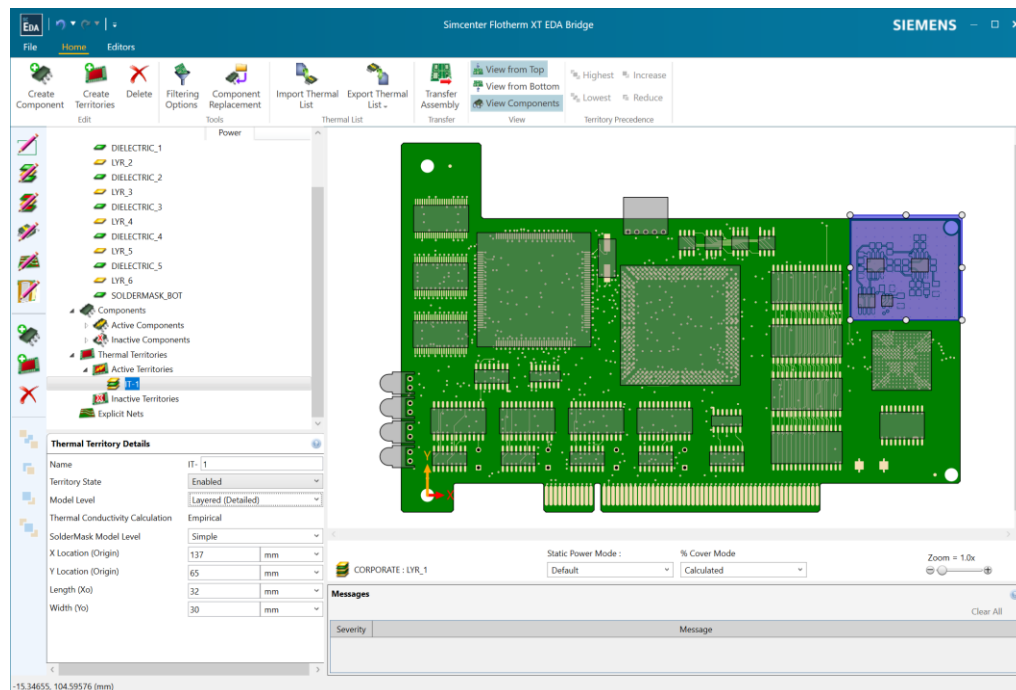 EDA
Simcenter Flotherm XT EDA Bridge
SIEMENS
File Home Editors
Create Component
Create Territories
Delete
Filtering Options
Component Replacement
Import Thermal List
Export Thermal List
Transfer Assembly
View from Top
View from Bottom
View Components
Highest
Increase
Lowest
Reduce
Edit
Tools
Thermal List
Transfer
View
Territory Precedence
Power
DIELECTRIC_1
LYR_2
DIELECTRIC_2
LYR_3
DIELECTRIC_3
LYR_4
DIELECTRIC_4
LYR_5
DIELECTRIC_5
LYR_6
SOLDERMASK_BOT
Components
Active Components
Inactive Components
Thermal Territories
Active Territories
IT-1
Inactive Territories
Explicit Nets
Y
X
Thermal Territory Details
Name IT- 1
Territory State Enabled
Model Level Layered (Detailed)
Thermal Conductivity Calculation Empirical
SolderMask Model Level Simple
X Location (Origin) 137 mm
Y Location (Origin) 65 mm
Length (Xo) 32 mm
Width (Yo) 30 mm
CORPORATE : LYR_1
Static Power Mode :
Default
% Cover Mode
Calculated
Zoom = 1.0x
Messages
Clear All
Severity Message
-15.34655, 104.59576 (mm)